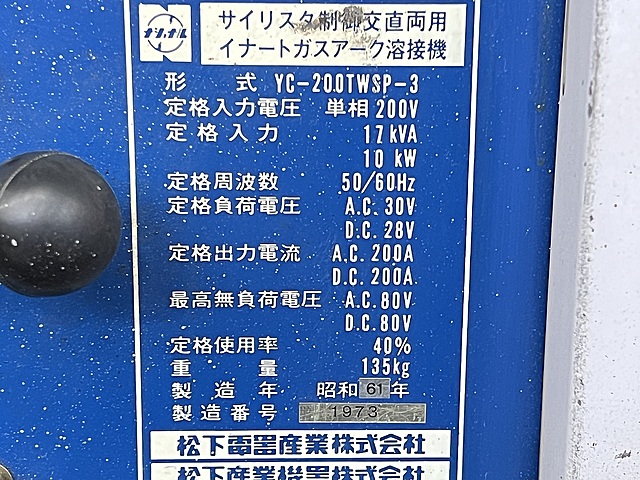 ナショナル
サイリスタ制御交直両用
イナートガスアーク溶接機
形 式 YC-200TWSP-3
定格入力電圧 単相 200V
定格入力 17kVA
10kW
定格周波数 50/60Hz
定格負荷電圧 A.C. 30V
D.C. 28V
定格出力電流 A.C. 200A
D.C. 200A
最高無負荷電圧 A.C. 80V
D.C. 80V
定格使用率 40%
重 量 135kg
製造年 昭和61年
製造番号 1973
松下電器産業株式会社
松下産業機器株式会社